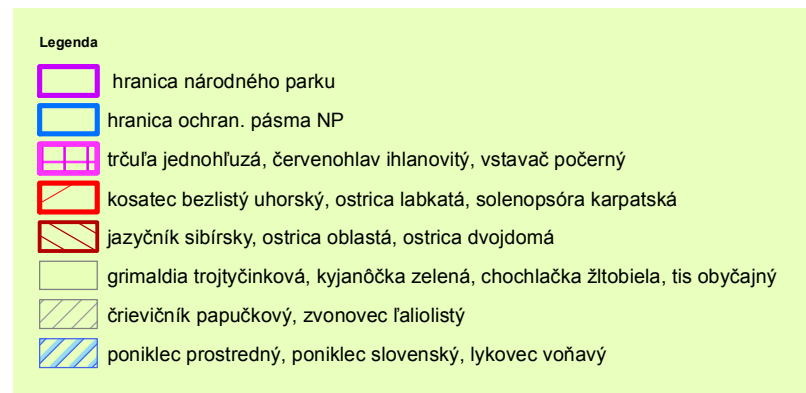 Legenda
hranica národného parku
hranica ochran. pásma NP
trčuľa jednohľuzá, červenohlav ihlanovitý, vstavač počerný
kosatec bezlistý uhorský, ostrica labkatá, solenopsóra karpatská
jazyčník sibírsky, ostrica oblastá, ostrica dvojdomá
grimaldia trojtyčinková, kyjanôčka zelená, chochlačka žltobiela, tis obyčajný
črievičník papučkový, zvonovec ľaliolistý
poniklec prostredný, poniklec slovenský, lykovec voňavý